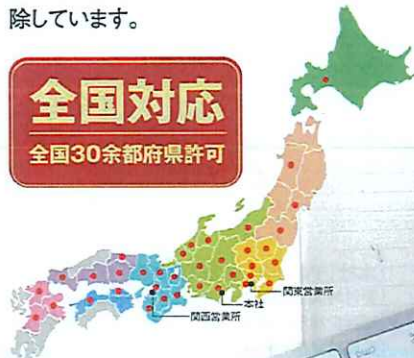 除しています。
全国対応
全国30余都府県許可
関東営業所
本社
関西営業所